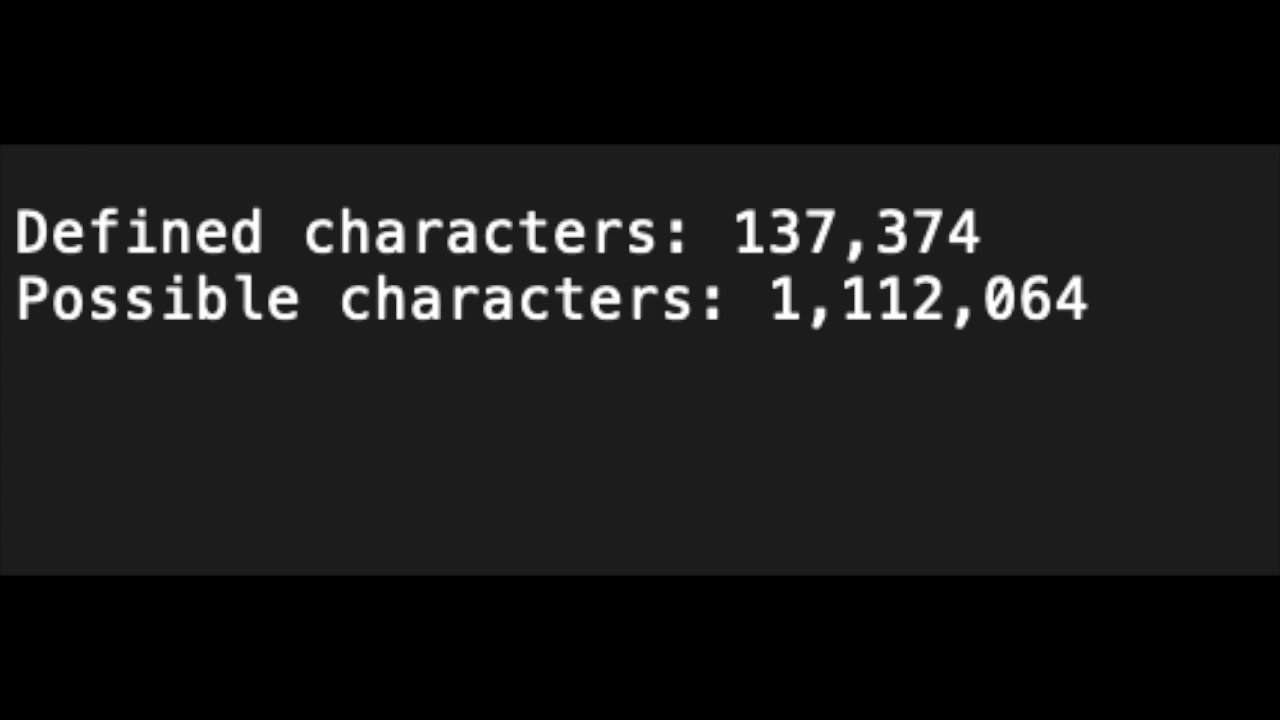 Defined characters: 137,374
Possible characters: 1,112,064